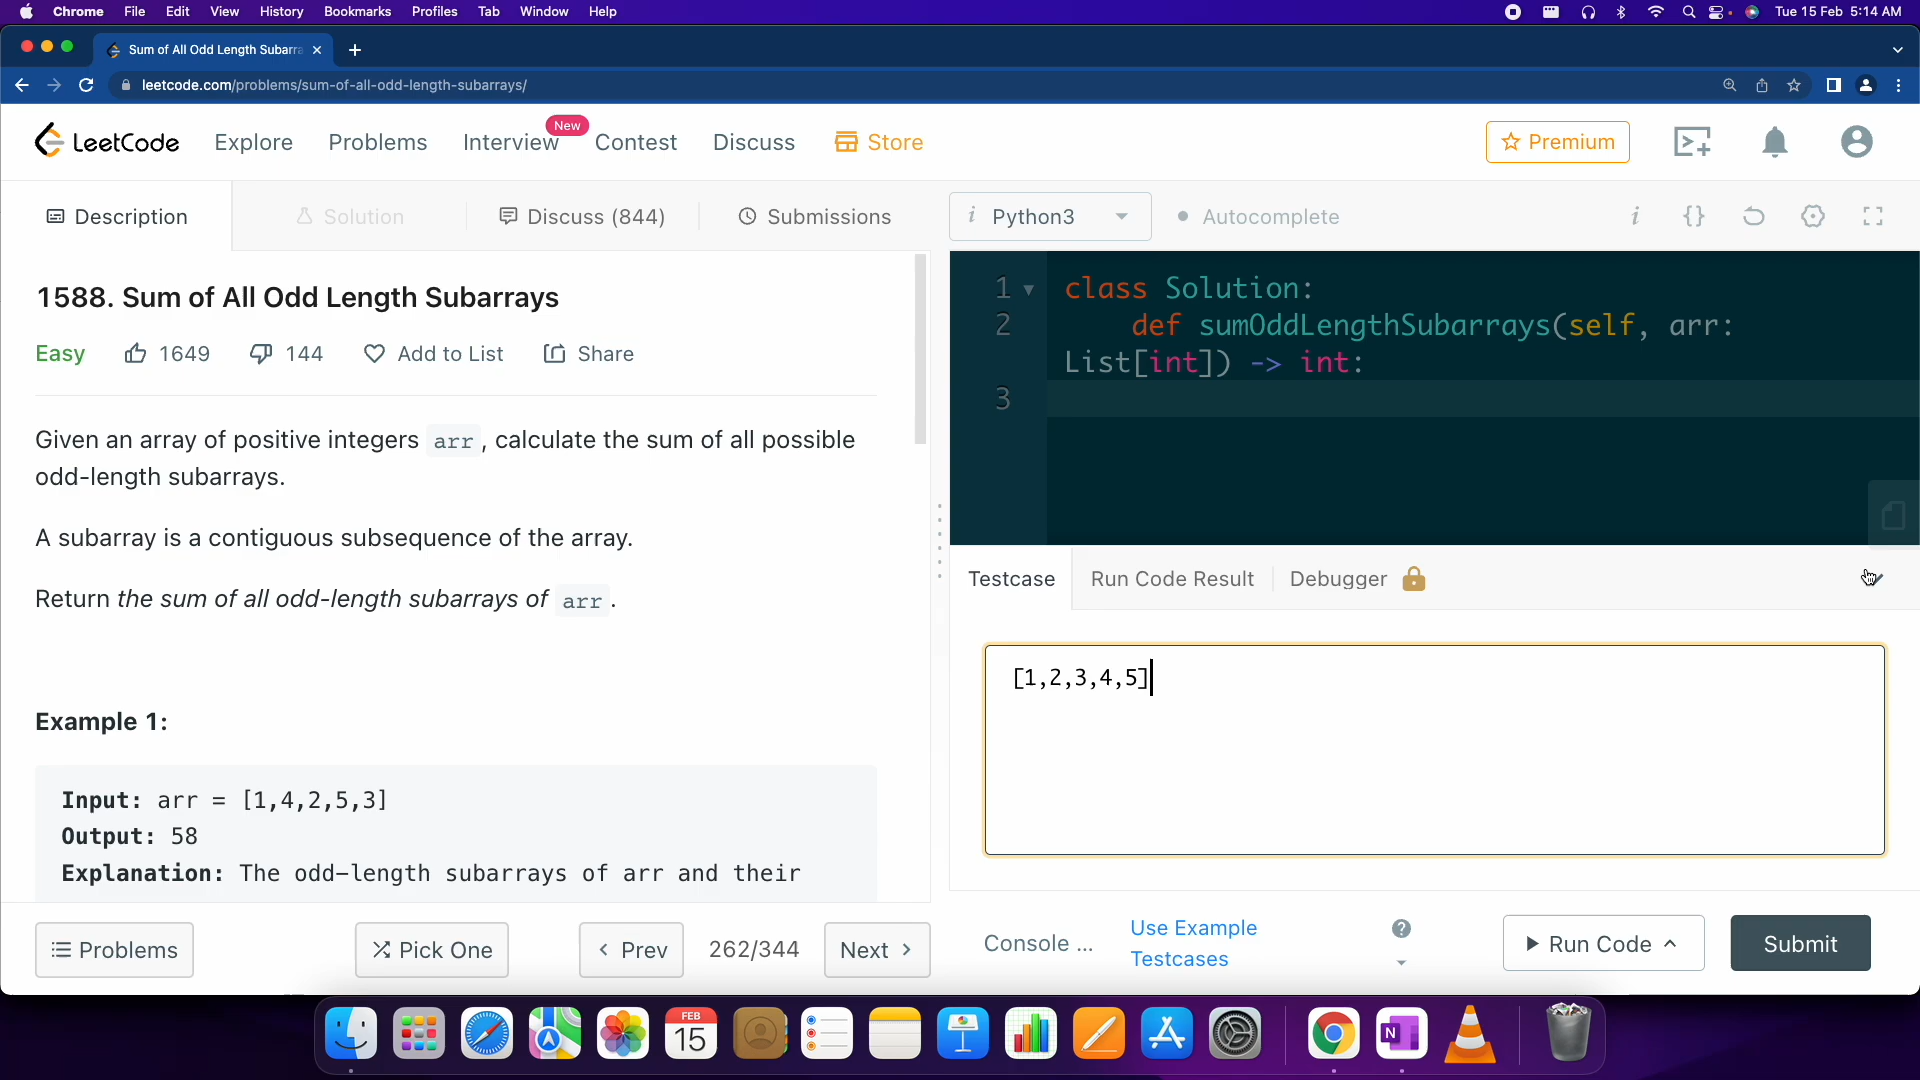 Chrome File Edit View History Bookmarks Profiles Tab Window Help Tue 15 Feb 5:14 AM
Sum of All Odd Length Subarra
leetcode.com/problems/sum-of-all-odd-length-subarrays/
LeetCode Explore Problems Interview New Contest Discuss Store Premium
Description Solution Discuss (844) Submissions i Python3 Autocomplete i {}
1588. Sum of All Odd Length Subarrays
Easy 1649 144 Add to List Share
Given an array of positive integers arr, calculate the sum of all possible
odd-length subarrays.
A subarray is a contiguous subsequence of the array.
Return the sum of all odd-length subarrays of arr.
Example 1:
Input: arr = [1,4,2,5,3]
Output: 58
Explanation: The odd-length subarrays of arr and their
Problems Pick One Prev 262/344 Next
1 class Solution:
2 def sumOddLengthSubarrays(self, arr:
List[int]) -> int:
3
Testcase Run Code Result Debugger
[1,2,3,4,5]
Console ... Use Example
Testcases
? Run Code Submit
FEB
15
N